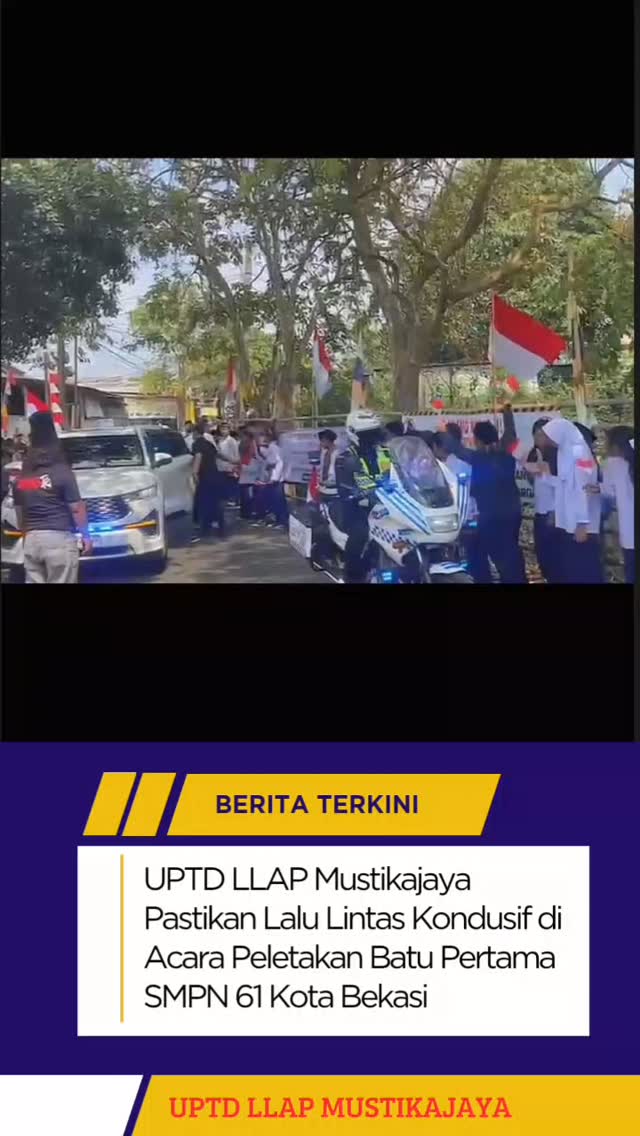 BERITA TERKINI
UPTD LLAP Mustikajaya
Pastikan Lalu Lintas Kondusif di
Acara Peletakan Batu Pertama
SMPN 61 Kota Bekasi
UPTD LLAP MUSTIKAJAYA